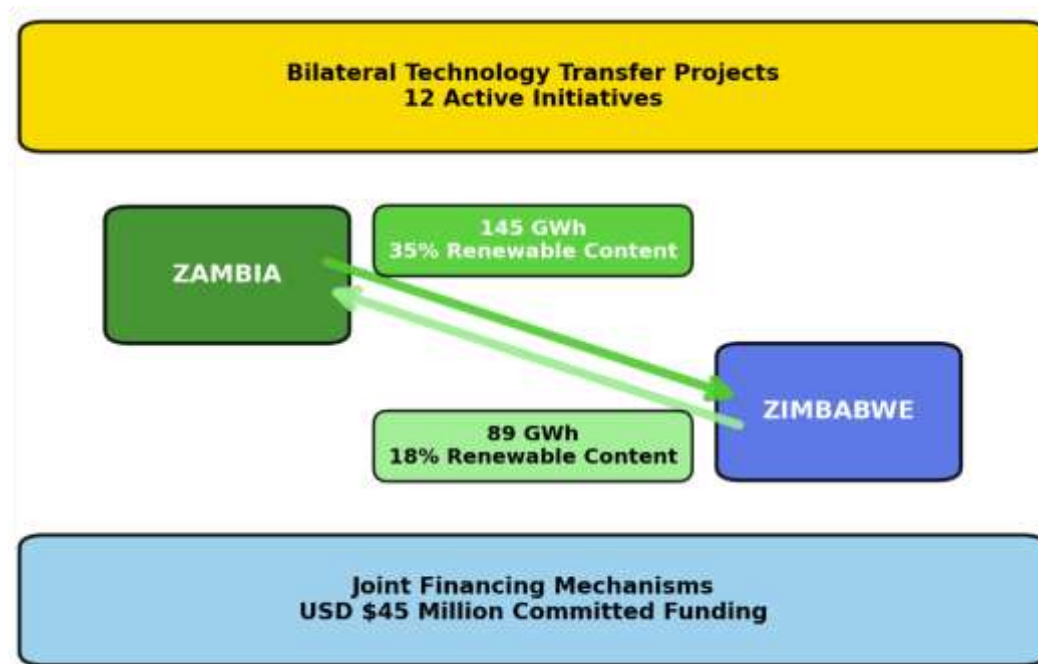 Bilateral Technology Transfer Projects
12 Active Initiatives
145 GWh
35% Renewable Content
ZAMBIA
ZIMBABWE
89 GWh
18% Renewable Content
Joint Financing Mechanisms
USD $45 Million Committed Funding